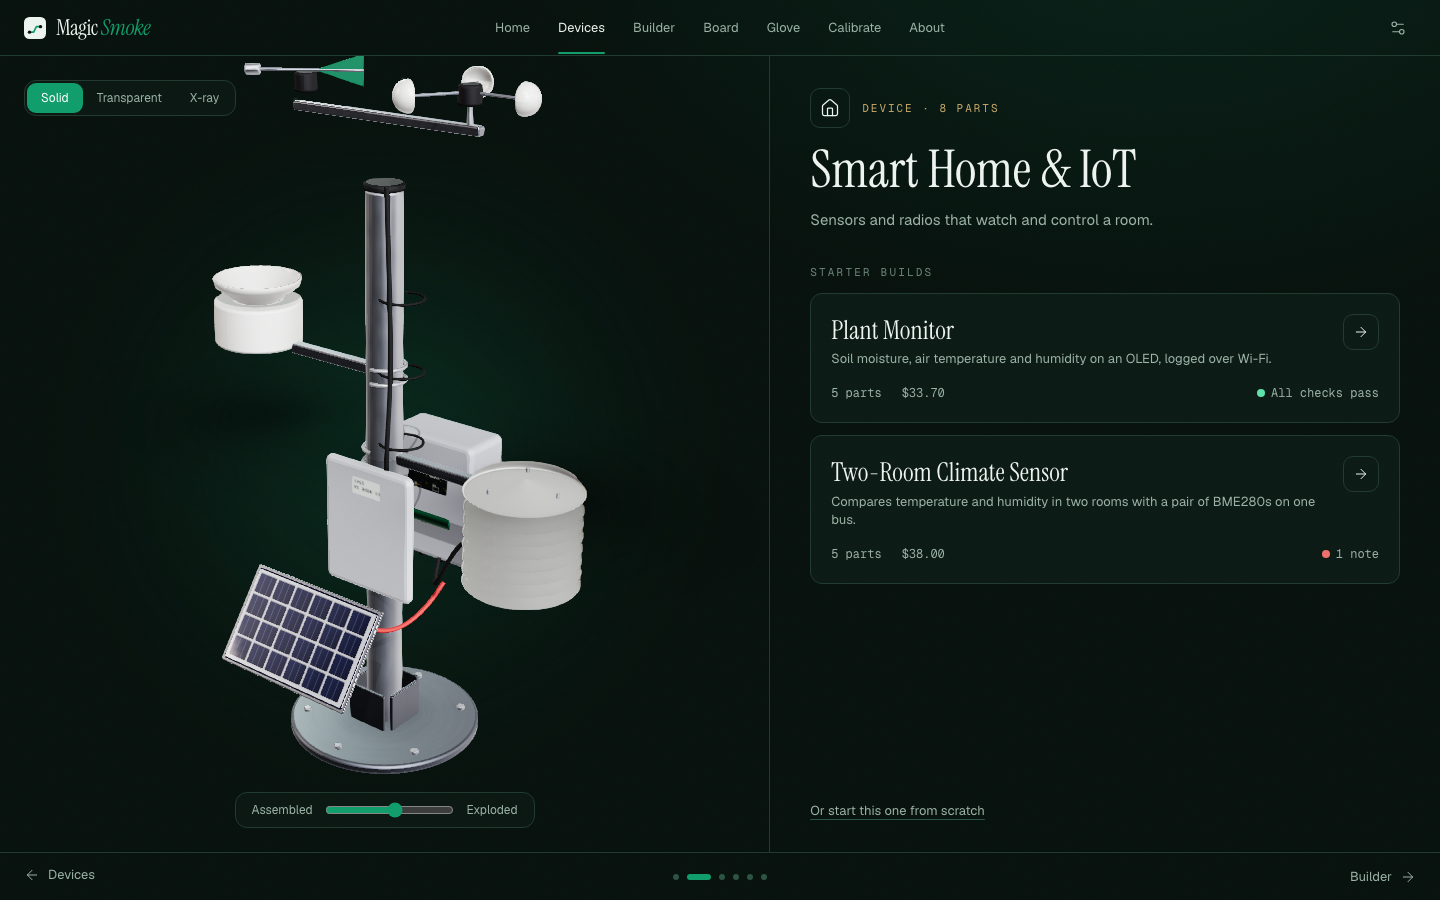 Magic Smoke
Home
Devices
Builder
Board
Glove
Calibrate
About
Solid
Transparent
X-ray
DEVICE · 8 PARTS
Smart Home & IoT
Sensors and radios that watch and control a room.
STARTER BUILDS
Plant Monitor
Soil moisture, air temperature and humidity on an OLED, logged over Wi-Fi.
5 parts $33.70
All checks pass
Two-Room Climate Sensor
Compares temperature and humidity in two rooms with a pair of BME280s on one
bus.
5 parts $38.00
1 note
Assembled
Exploded
Or start this one from scratch
Devices
Builder